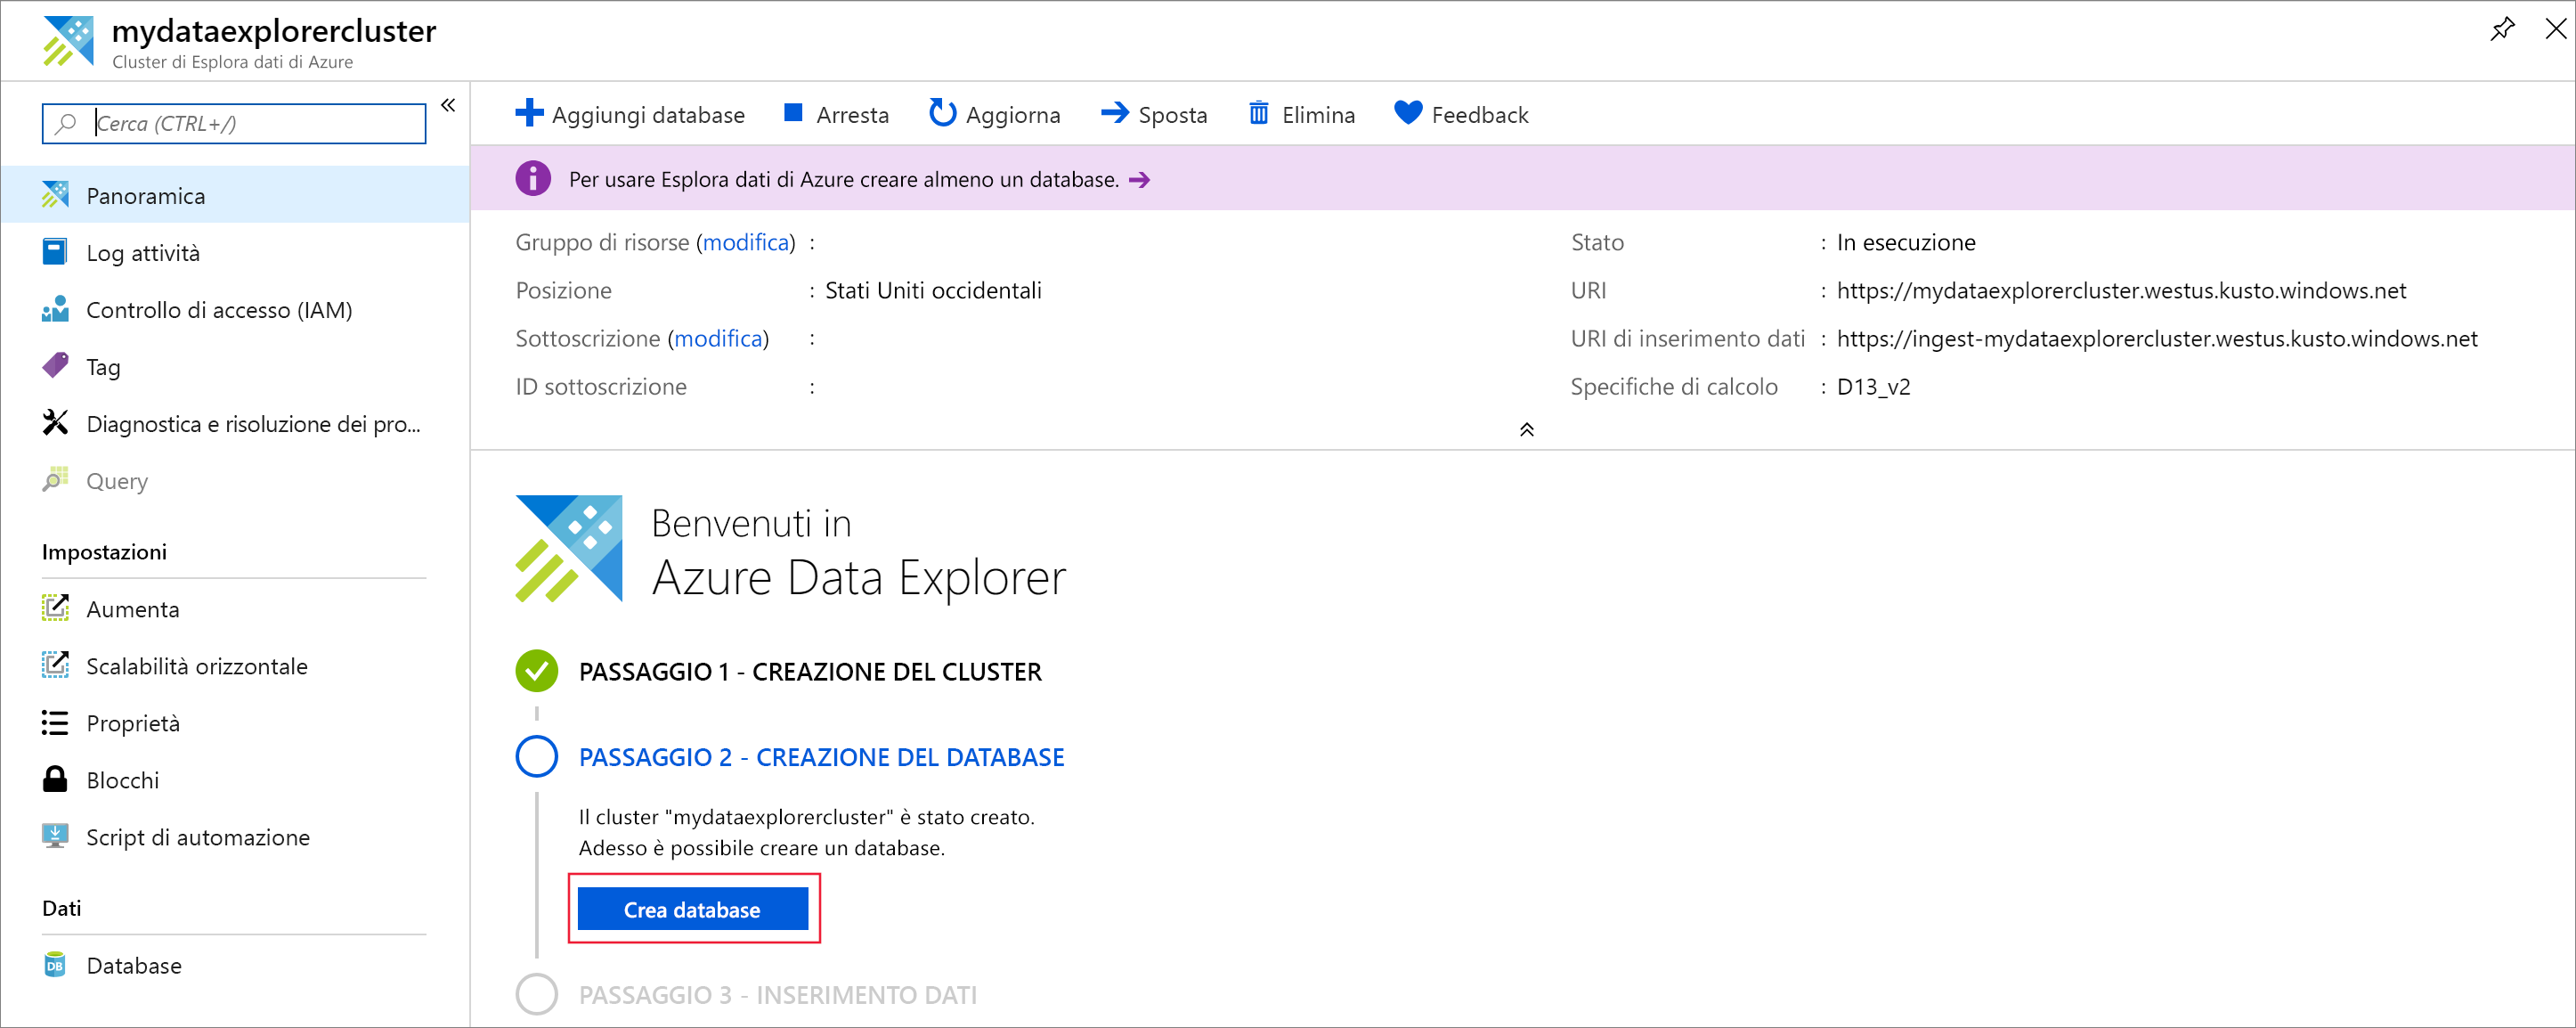 mydataexplorercluster
Cluster di Esplora dati di Azure
Cerca (CTRL+/)
Panoramica
Log attività
Controllo di accesso (IAM)
Tag
Diagnostica e risoluzione dei pro...
Query
Impostazioni
Aumenta
Scalabilità orizzontale
Proprietà
Blocchi
Script di automazione
Dati
DB
Database
Aggiungi database
Arresta
Aggiorna
Sposta
Elimina
Feedback
Per usare Esplora dati di Azure creare almeno un database.
Gruppo di risorse (modifica) :
Posizione : Stati Uniti occidentali
Sottoscrizione (modifica) :
ID sottoscrizione :
Stato : In esecuzione
URI : https://mydataexplorercluster.westus.kusto.windows.net
URI di inserimento dati : https://ingest-mydataexplorercluster.westus.kusto.windows.net
Specifiche di calcolo : D13_v2
Benvenuti in
Azure Data Explorer
PASSAGGIO 1 - CREAZIONE DEL CLUSTER
PASSAGGIO 2 - CREAZIONE DEL DATABASE
Il cluster "mydataexplorercluster" è stato creato.
Adesso è possibile creare un database.
Crea database
PASSAGGIO 3 - INSERIMENTO DATI